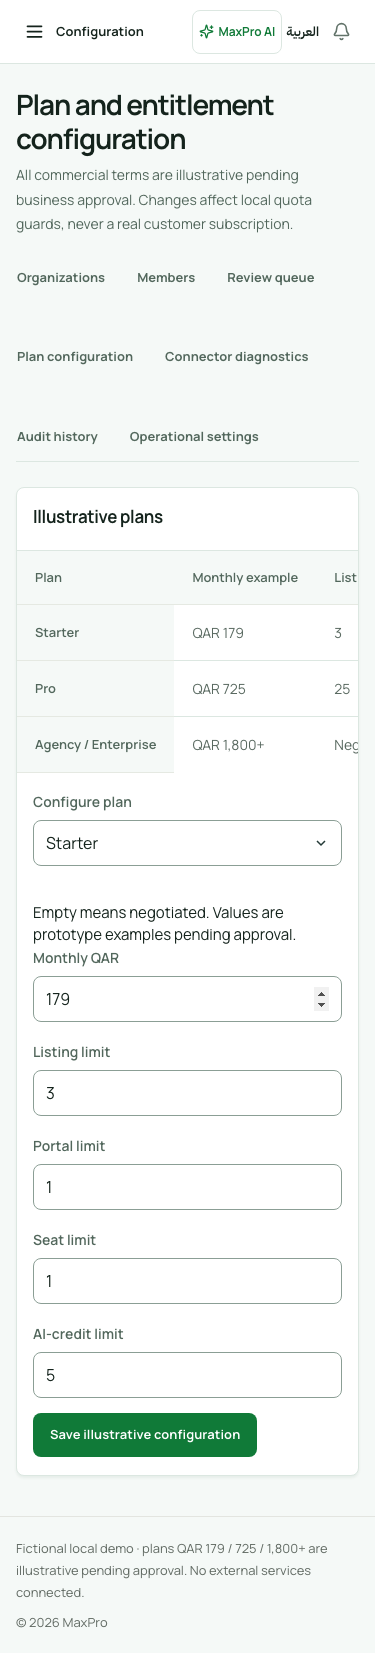 Configuration
MaxPro AI
العربية
Plan and entitlement
configuration
All commercial terms are illustrative pending
business approval. Changes affect local quota
guards, never a real customer subscription.
Organizations Members Review queue
Plan configuration Connector diagnostics
Audit history Operational settings
Illustrative plans
Plan Monthly example List
Starter QAR 179 3
Pro QAR 725 25
Agency / Enterprise QAR 1,800+ Neg
Configure plan
Starter
Empty means negotiated. Values are
prototype examples pending approval.
Monthly QAR
179
Listing limit
3
Portal limit
1
Seat limit
1
AI-credit limit
5
Save illustrative configuration
Fictional local demo · plans QAR 179 / 725 / 1,800+ are
illustrative pending approval. No external services
connected.
© 2026 MaxPro